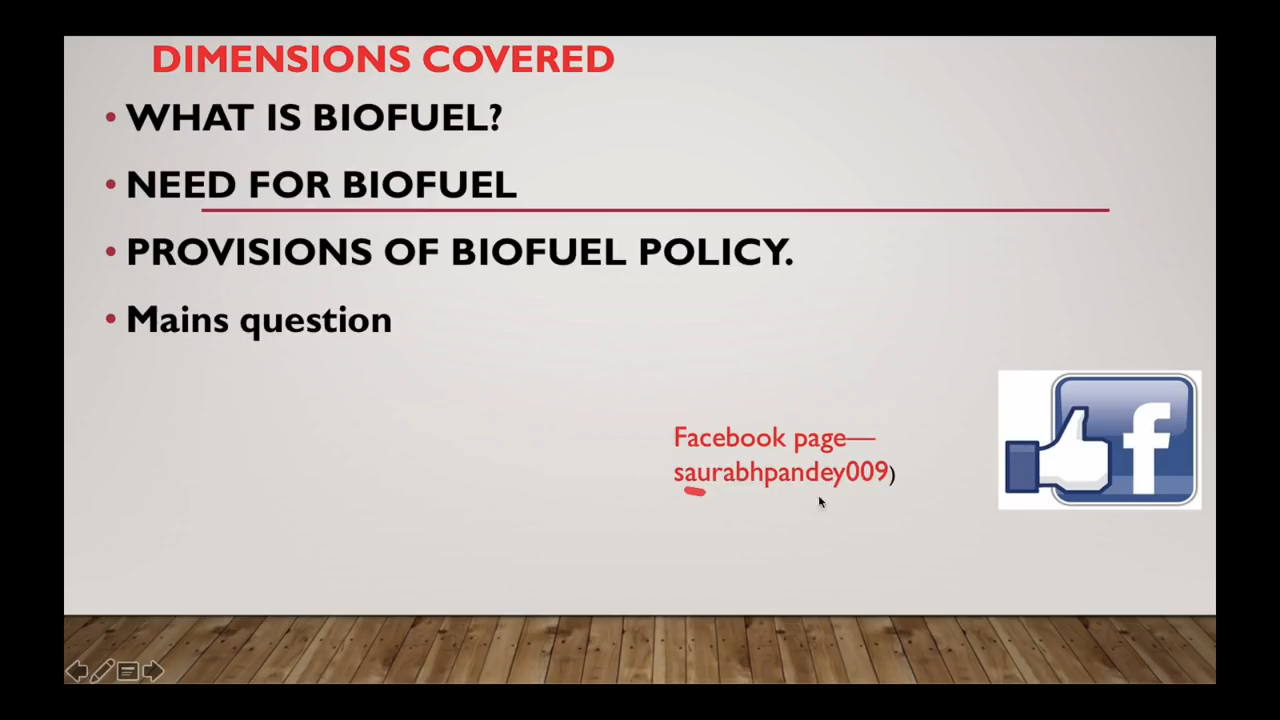 DIMENSIONS COVERED
• WHAT IS BIOFUEL?
• NEED FOR BIOFUEL
• PROVISIONS OF BIOFUEL POLICY.
• Mains question
Facebook page—
saurabhpandey009)
f